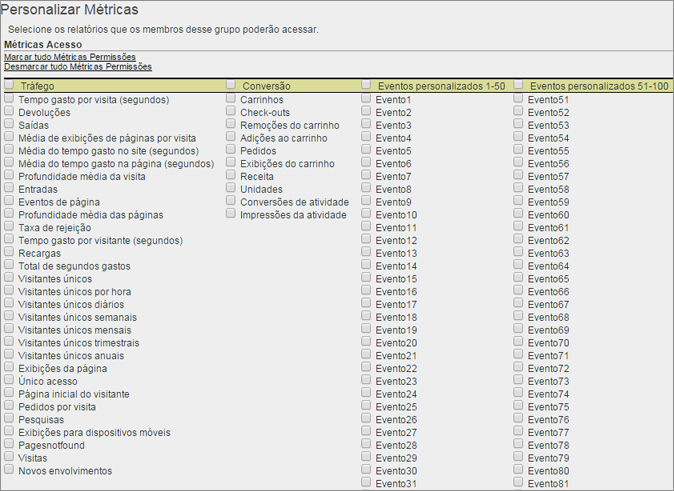 Personalizar Métricas
Selecione os relatórios que os membros desse grupo poderão acessar.
Métricas Acesso
Marcar tudo Métricas Permissões
Desmarcar tudo Métricas Permissões
Tráfego Conversão Eventos personalizados 1-50 Eventos personalizados 51-100
Tempo gasto por visita (segundos) Carrinhos Evento1 Evento51
Devoluções Check-outs Evento2 Evento52
Saídas Remoções do carrinho Evento3 Evento53
Média de exibições de páginas por visita Adições ao carrinho Evento4 Evento54
Média do tempo gasto no site (segundos) Pedidos Evento5 Evento55
Média do tempo gasto na página (segundos) Exibições do carrinho Evento6 Evento56
Profundidade média da visita Receita Evento7 Evento57
Entradas Unidades Evento8 Evento58
Eventos de página Conversões de atividade Evento9 Evento59
Profundidade média das páginas Impressões da atividade Evento10 Evento60
Taxa de rejeição Evento11 Evento61
Tempo gasto por visitante (segundos) Evento12 Evento62
Recargas Evento13 Evento63
Total de segundos gastos Evento14 Evento64
Visitantes únicos Evento15 Evento65
Visitantes únicos por hora Evento16 Evento66
Visitantes únicos diários Evento17 Evento67
Visitantes únicos semanais Evento18 Evento68
Visitantes únicos mensais Evento19 Evento69
Visitantes únicos trimestrais Evento20 Evento70
Visitantes únicos anuais Evento21 Evento71
Exibições da página Evento22 Evento72
Único acesso Evento23 Evento73
Página inicial do visitante Evento24 Evento74
Pedidos por visita Evento25 Evento75
Pesquisas Evento26 Evento76
Exibições para dispositivos móveis Evento27 Evento77
Pagesnotfound Evento28 Evento78
Visitas Evento29 Evento79
Novos envolvimentos Evento30 Evento80
Evento31 Evento81